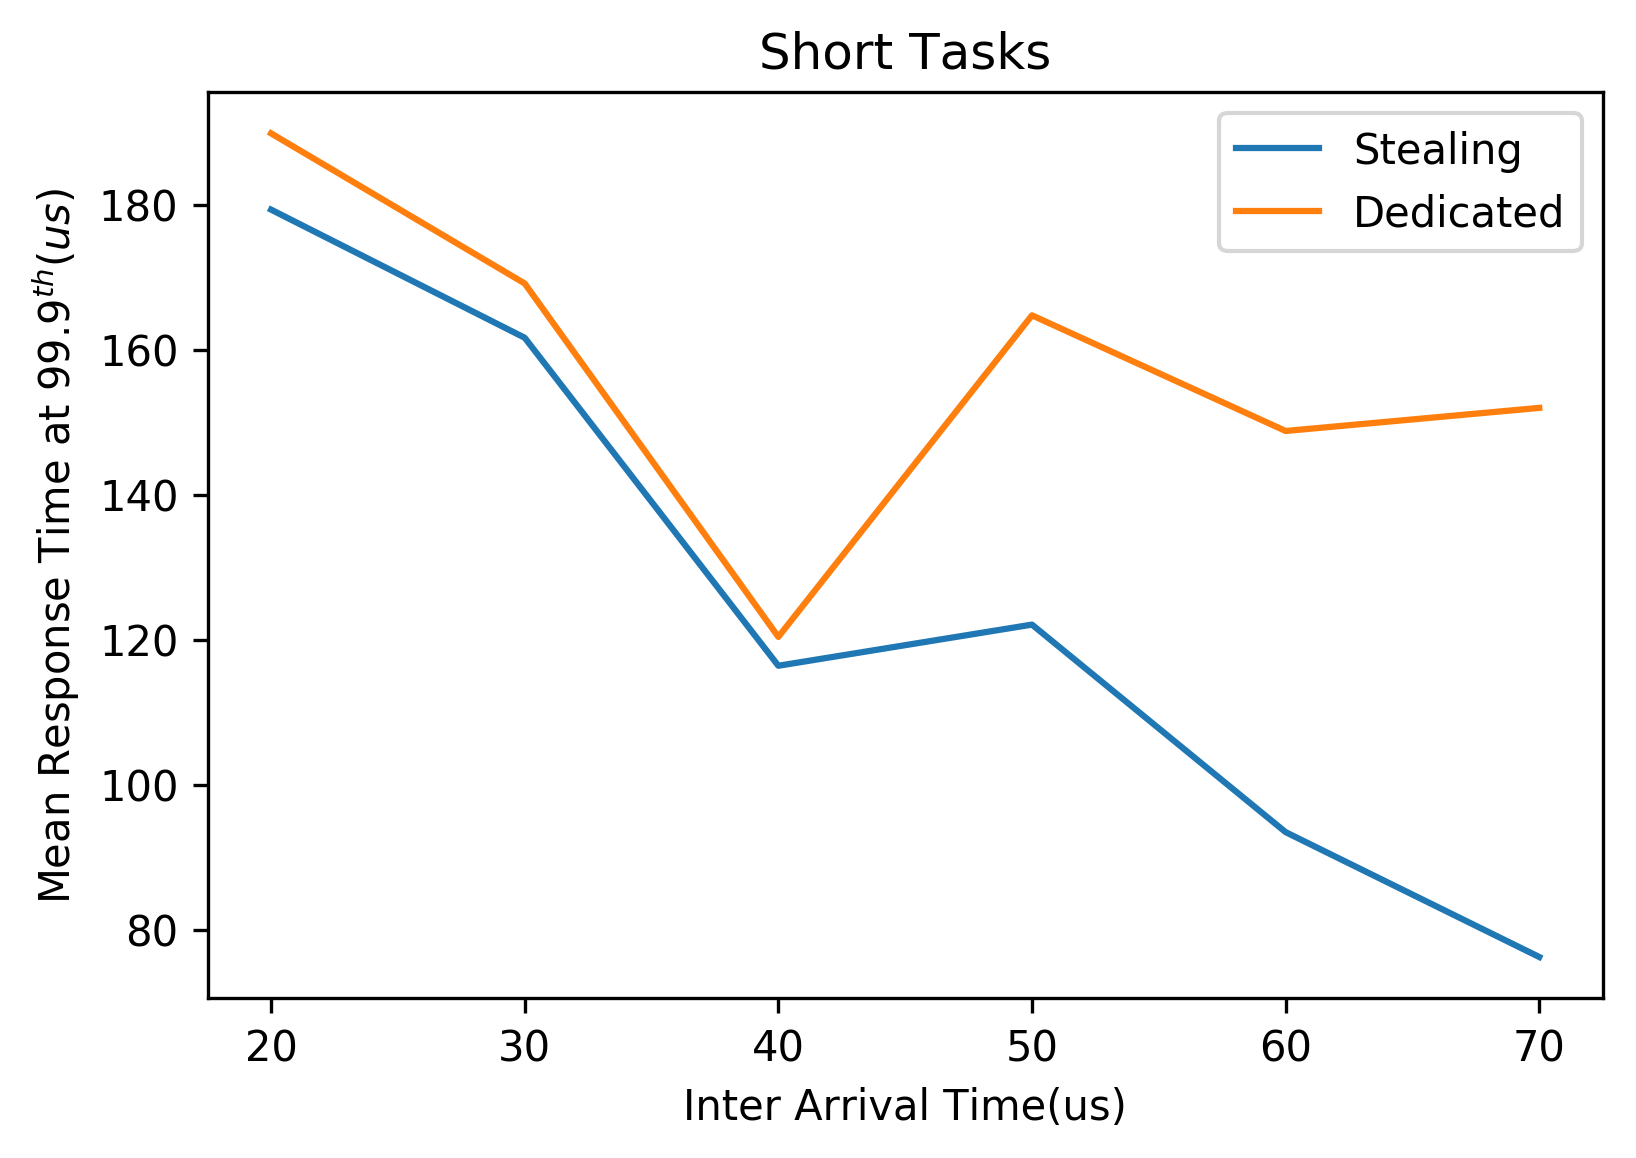 Short Tasks
Stealing
Dedicated
Mean Response Time at 99.9th(us)
180
160
140
120
100
80
20 30 40 50 60 70
Inter Arrival Time(us)